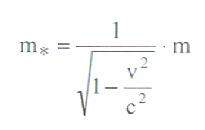 m* = 1/√(1 - v²/c²) · m